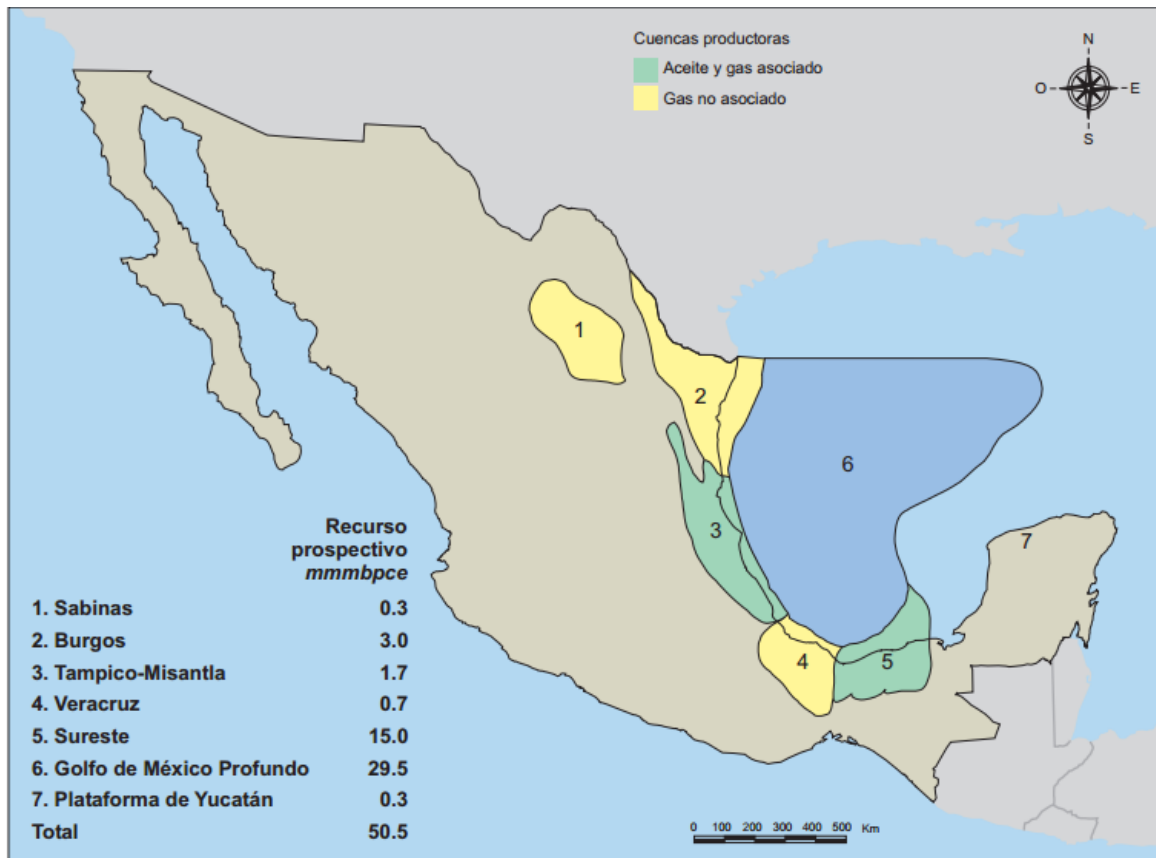 Cuencas productoras
Aceite y gas asociado
Gas no asociado
N
O
E
S
1
2
3
4
5
6
7
Recurso
prospectivo
mmmbpce
1. Sabinas 0.3
2. Burgos 3.0
3. Tampico-Misantla 1.7
4. Veracruz 0.7
5. Sureste 15.0
6. Golfo de México Profundo 29.5
7. Plataforma de Yucatán 0.3
Total 50.5
0 100 200 300 400 500 Km